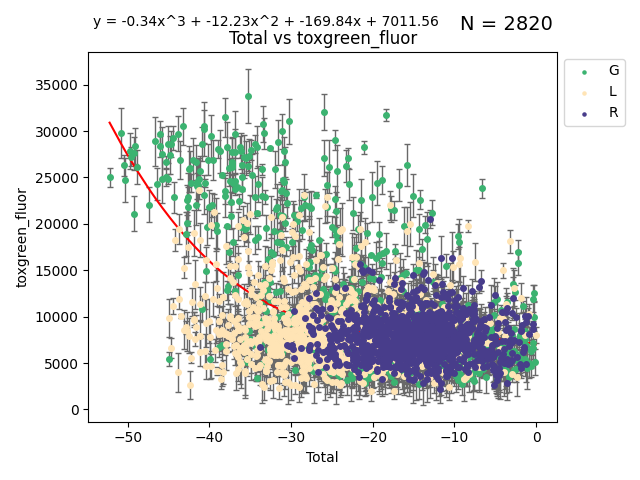 y = -0.34x^3 + -12.23x^2 + -169.84x + 7011.56
N = 2820
Total vs toxgreen_fluor
35000
30000
25000
20000
15000
10000
5000
0
toxgreen_fluor
−50
−40
−30
−20
−10
0
Total
G
L
R